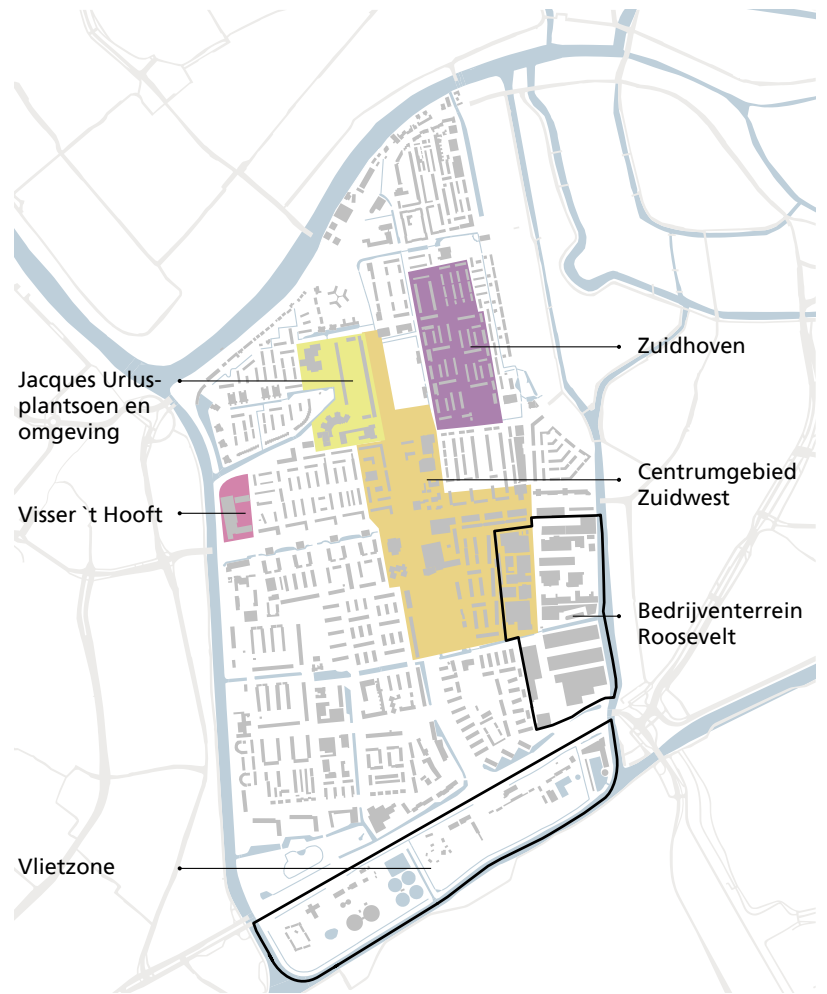 Zuidhoven
Jacques Urlus-
plantsoen en
omgeving
Centrumgebied
Zuidwest
Visser `t Hooft
Bedrijventerrein
Roosevelt
Vlietzone